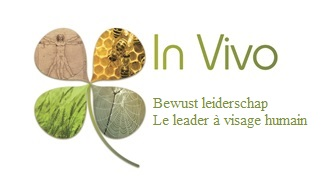 In Vivo
Bewust leiderschap
Le leader à visage humain